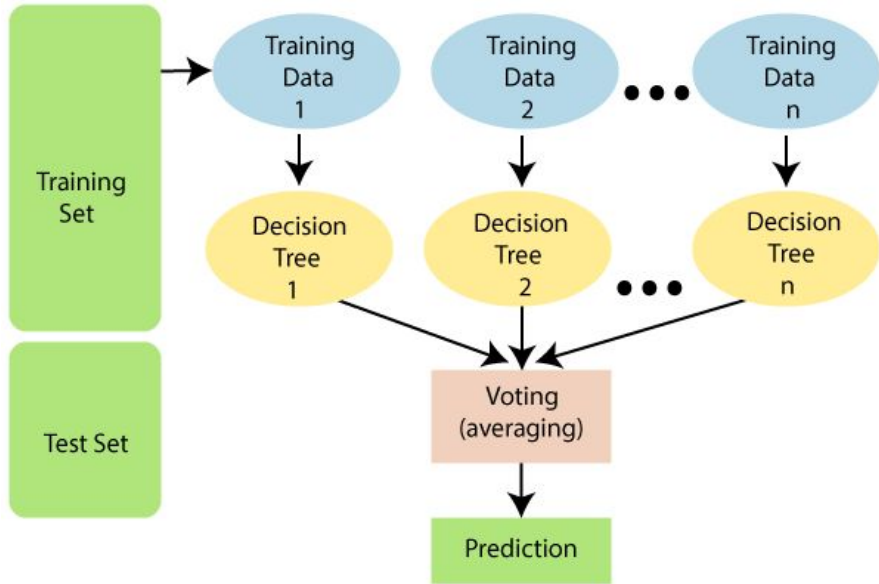 Training
Set
Test Set
Training
Data
1
Training
Data
2
Training
Data
n
Decision
Tree
1
Decision
Tree
2
Decision
Tree
n
Voting
(averaging)
Prediction